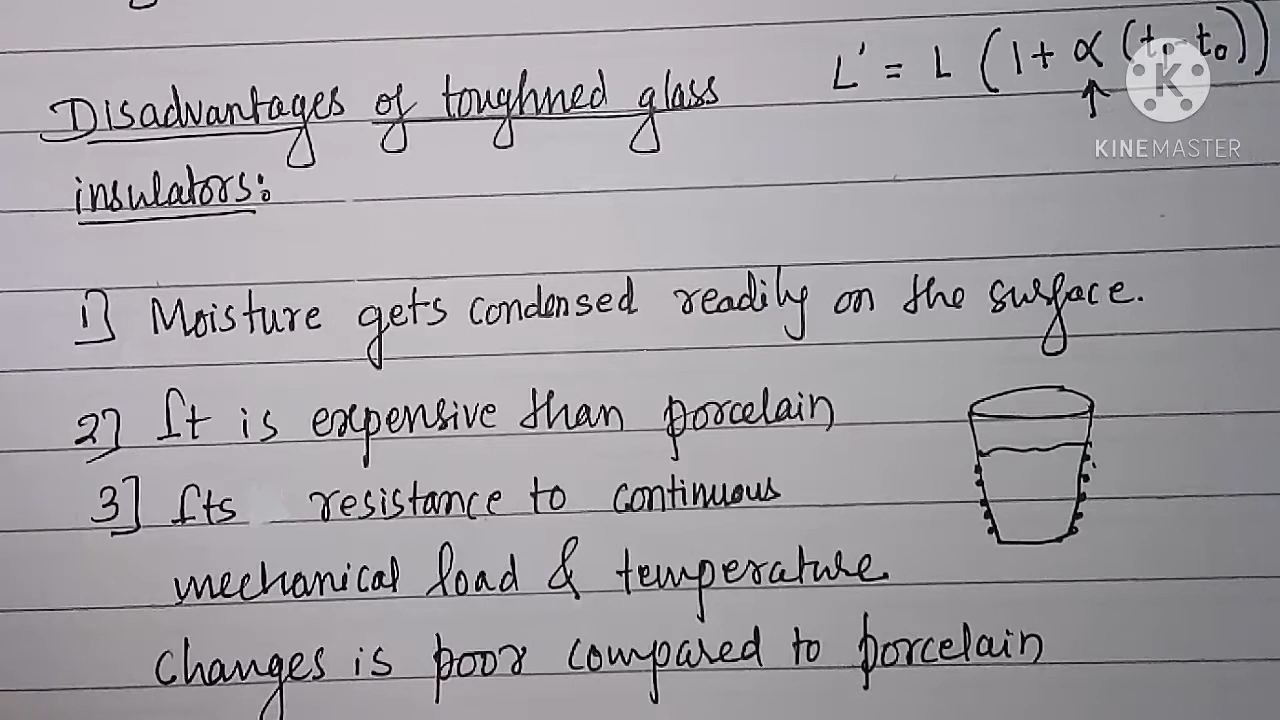 Disadvantages of toughned glass
insulators:
L' = L (1 + α (t₁ - t₀))
↑
KINEMASTER
1] Moisture gets condensed readily on the surface.
2] It is expensive than porcelain
3] Its resistance to continuous
mechanical load & temperature
changes is poor compared to porcelain